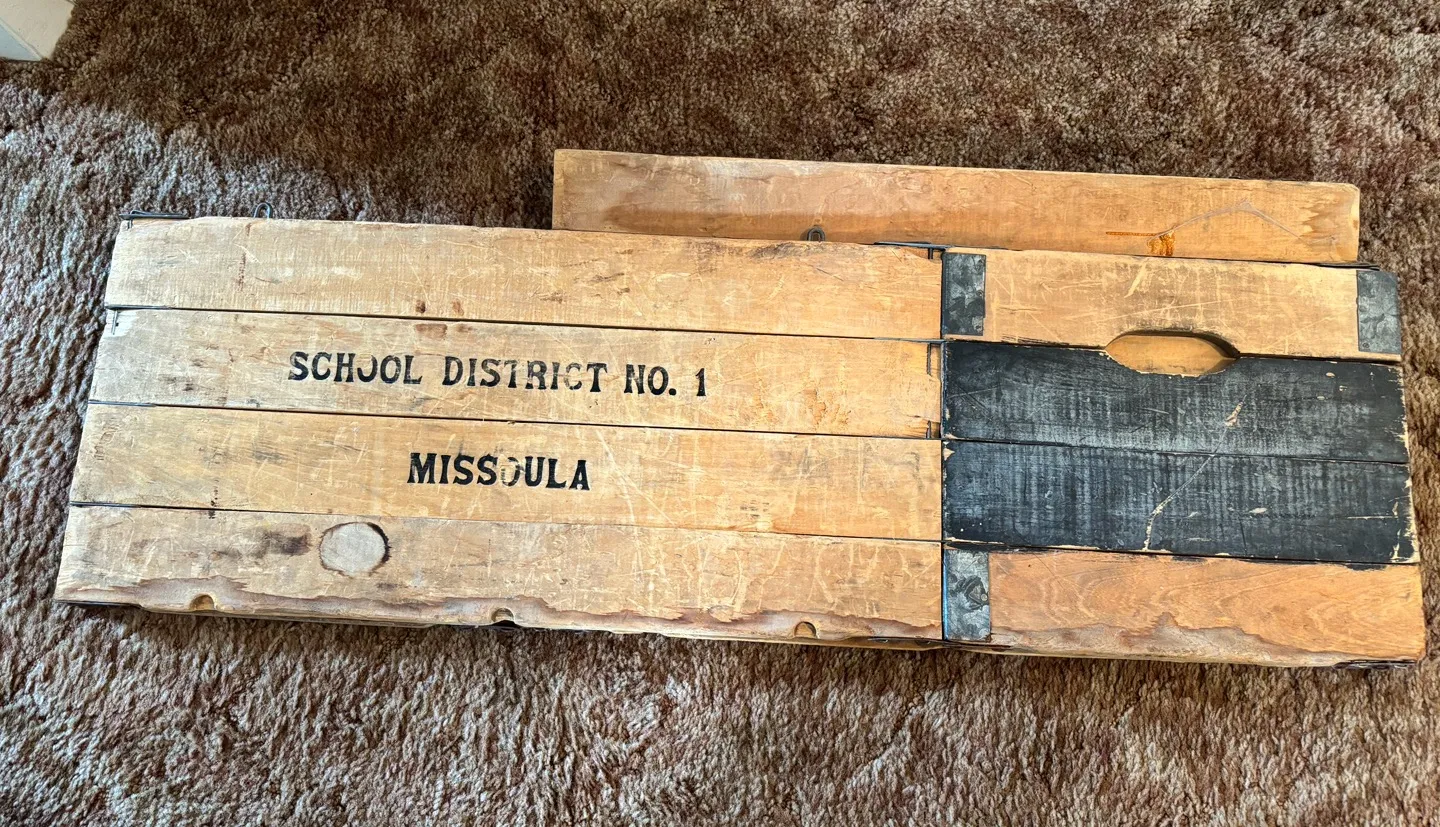 SCHOOL DISTRICT NO. 1
MISSOULA